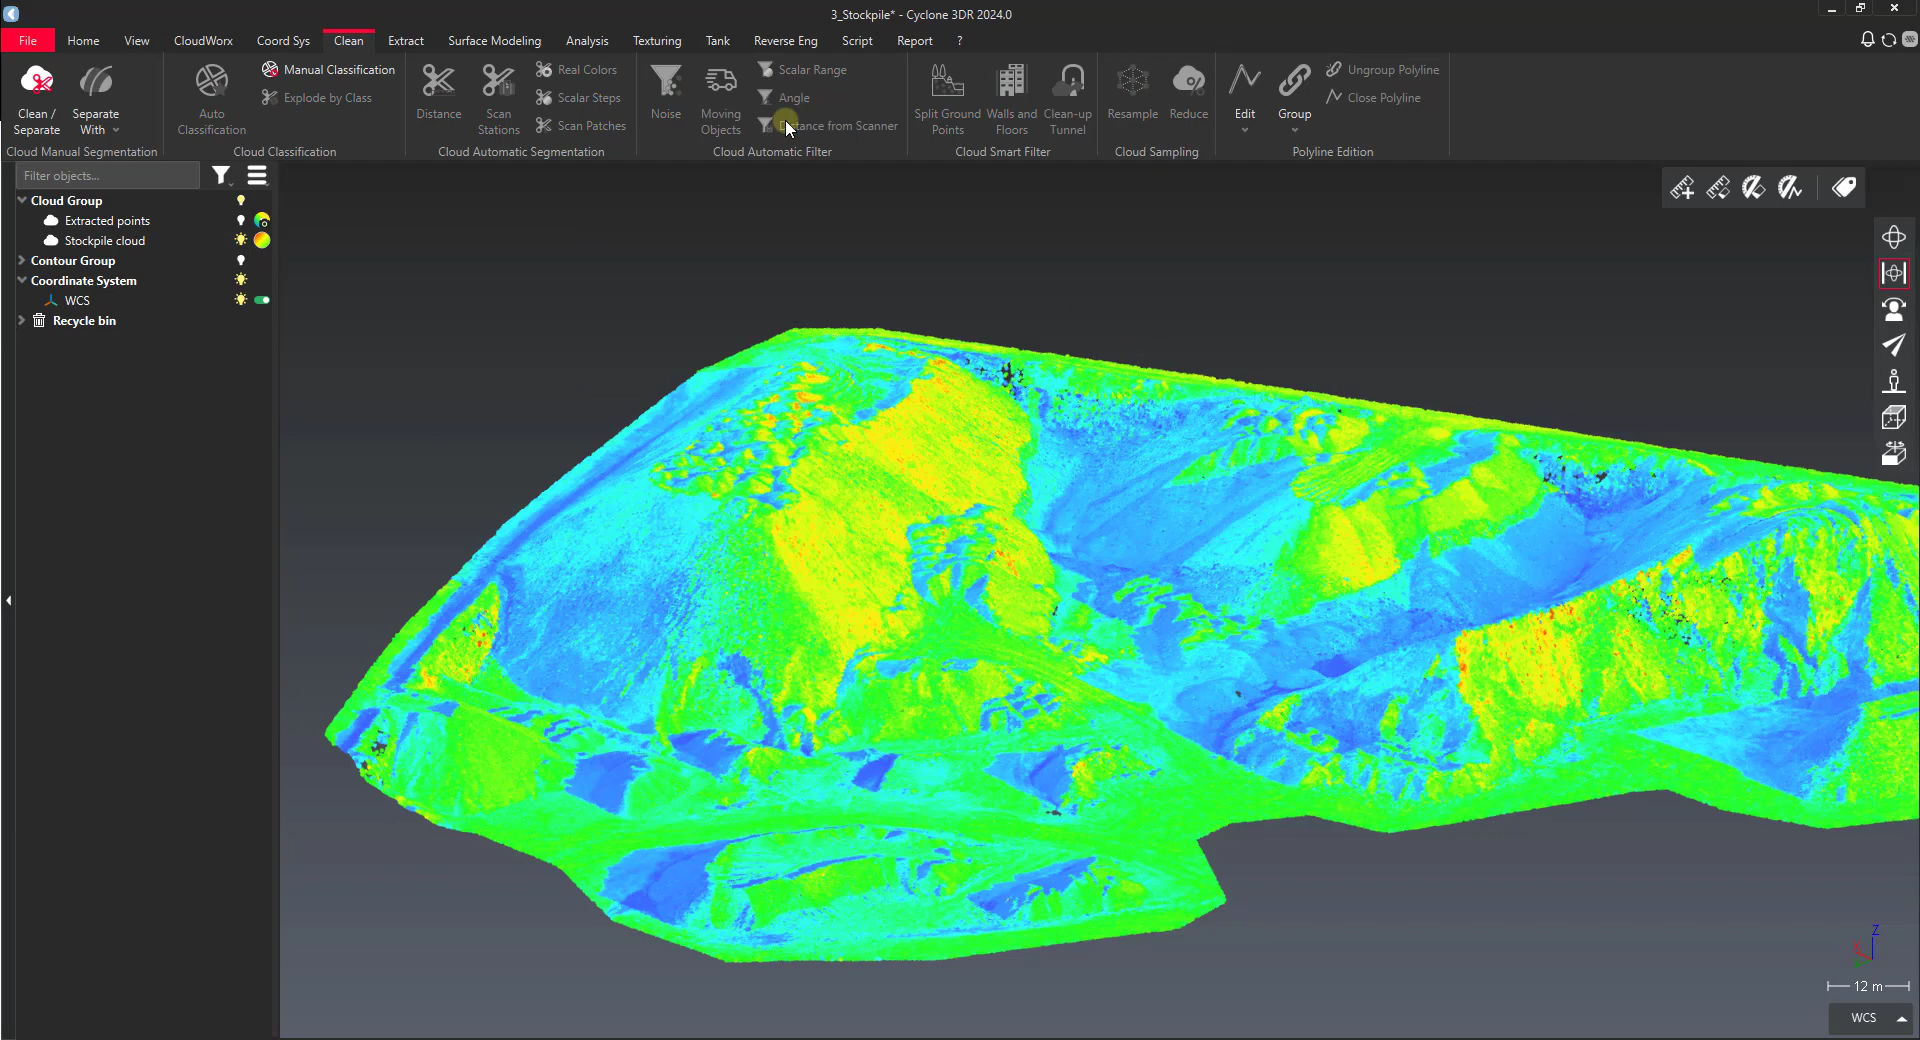 3_Stockpile* - Cyclone 3DR 2024.0
File Home View CloudWorx Coord Sys Clean Extract Surface Modeling Analysis Texturing Tank Reverse Eng Script Report ?
Clean / Separate
Separate With
Cloud Manual Segmentation
Auto Classification
Manual Classification
Explode by Class
Cloud Classification
Distance
Scan Stations
Real Colors
Scalar Steps
Scan Patches
Cloud Automatic Segmentation
Noise
Moving Objects
Scalar Range
Angle
Distance from Scanner
Cloud Automatic Filter
Split Ground Points
Walls and Floors
Clean-up Tunnel
Cloud Smart Filter
Resample
Reduce
Cloud Sampling
Edit
Group
Ungroup Polyline
Close Polyline
Polyline Edition
Filter objects...
Cloud Group
Extracted points
Stockpile cloud
Contour Group
Coordinate System
WCS
Recycle bin
Z
12 m
WCS